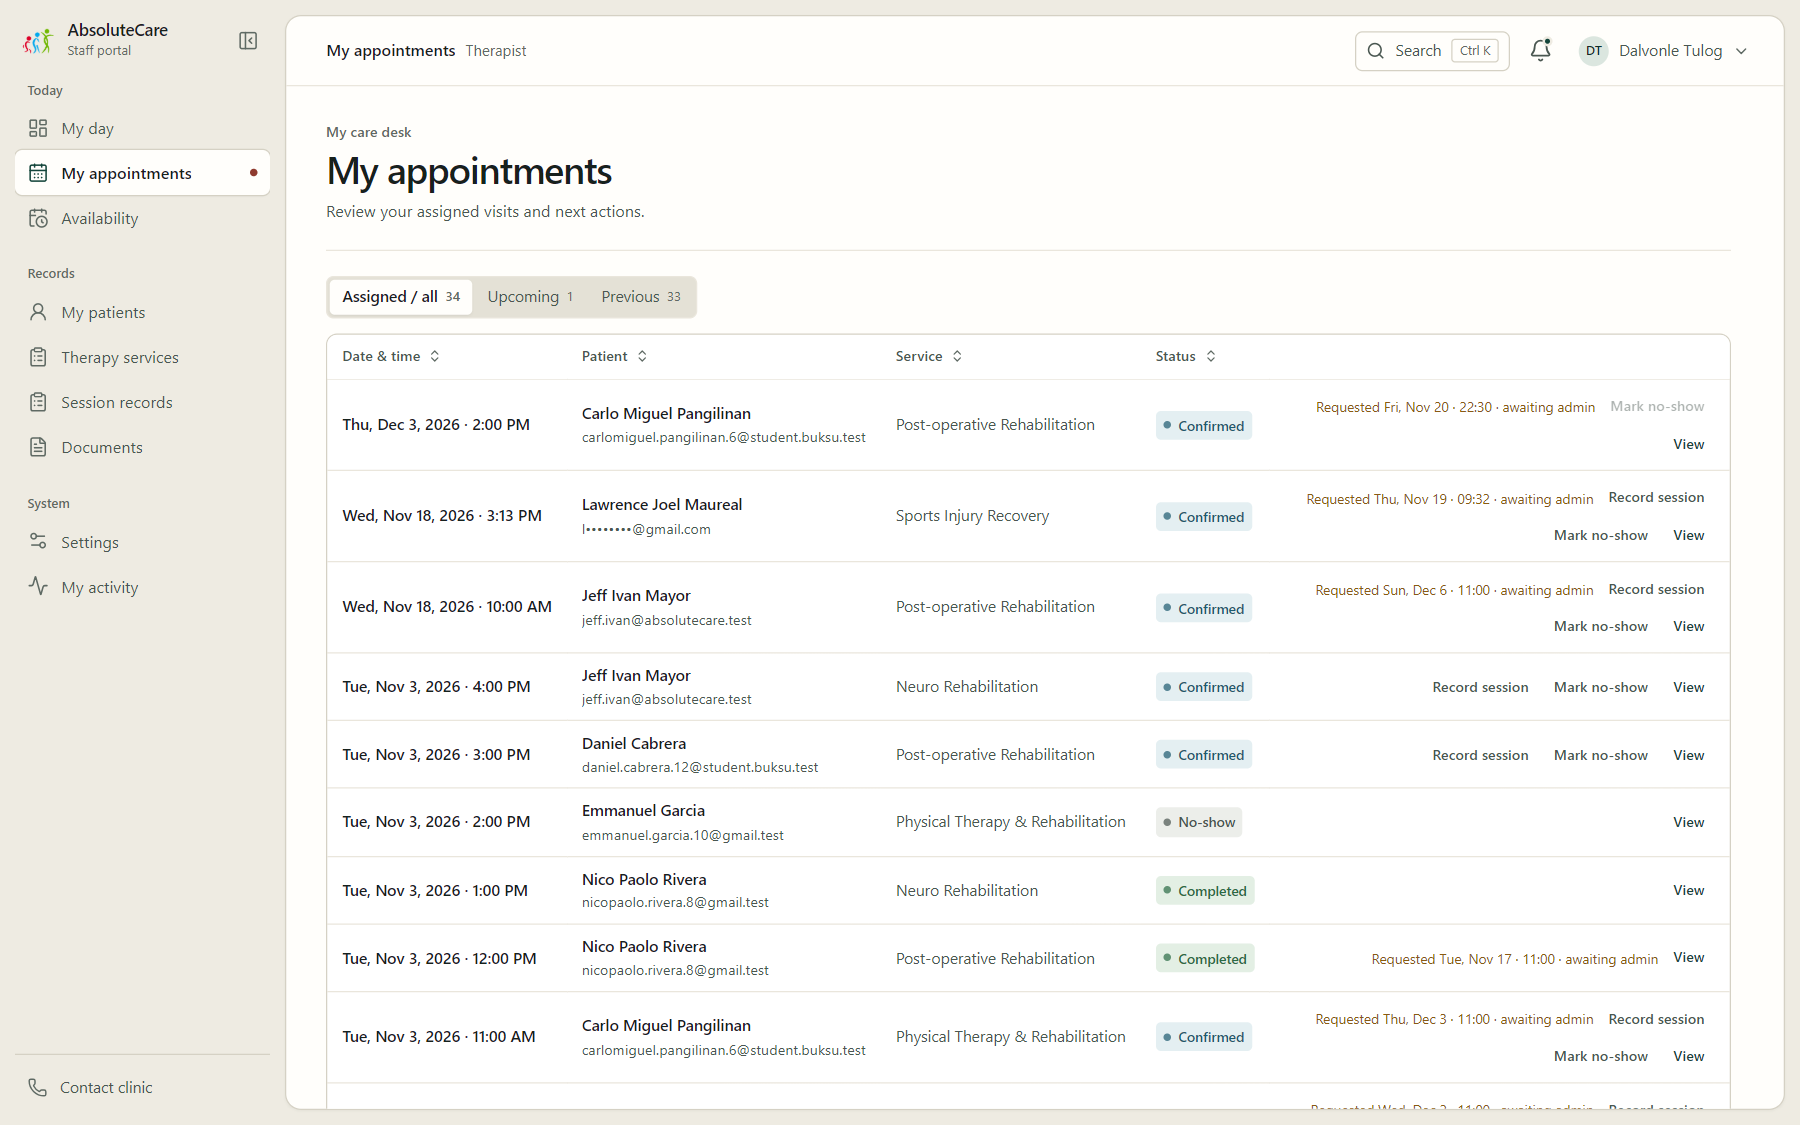 AbsoluteCare
Staff portal
Today
My day
My appointments
Availability
Records
My patients
Therapy services
Session records
Documents
System
Settings
My activity
Contact clinic
My appointments Therapist
Search Ctrl K
DT Dalvonle Tulog
My care desk
My appointments
Review your assigned visits and next actions.
Assigned / all 34 Upcoming 1 Previous 33
Date & time Patient Service Status
Thu, Dec 3, 2026 · 2:00 PM
Carlo Miguel Pangilinan
carlomiguel.pangilinan.6@student.buksu.test
Post-operative Rehabilitation
Confirmed
Requested Fri, Nov 20 · 22:30 · awaiting admin Mark no-show
View
Wed, Nov 18, 2026 · 3:13 PM
Lawrence Joel Maureal
l••••••••@gmail.com
Sports Injury Recovery
Confirmed
Requested Thu, Nov 19 · 09:32 · awaiting admin Record session
Mark no-show View
Wed, Nov 18, 2026 · 10:00 AM
Jeff Ivan Mayor
jeff.ivan@absolutecare.test
Post-operative Rehabilitation
Confirmed
Requested Sun, Dec 6 · 11:00 · awaiting admin Record session
Mark no-show View
Tue, Nov 3, 2026 · 4:00 PM
Jeff Ivan Mayor
jeff.ivan@absolutecare.test
Neuro Rehabilitation
Confirmed
Record session Mark no-show View
Tue, Nov 3, 2026 · 3:00 PM
Daniel Cabrera
daniel.cabrera.12@student.buksu.test
Post-operative Rehabilitation
Confirmed
Record session Mark no-show View
Tue, Nov 3, 2026 · 2:00 PM
Emmanuel Garcia
emmanuel.garcia.10@gmail.test
Physical Therapy & Rehabilitation
No-show
View
Tue, Nov 3, 2026 · 1:00 PM
Nico Paolo Rivera
nicopaolo.rivera.8@gmail.test
Neuro Rehabilitation
Completed
View
Tue, Nov 3, 2026 · 12:00 PM
Nico Paolo Rivera
nicopaolo.rivera.8@gmail.test
Post-operative Rehabilitation
Completed
Requested Tue, Nov 17 · 11:00 · awaiting admin View
Tue, Nov 3, 2026 · 11:00 AM
Carlo Miguel Pangilinan
carlomiguel.pangilinan.6@student.buksu.test
Physical Therapy & Rehabilitation
Confirmed
Requested Thu, Dec 3 · 11:00 · awaiting admin Record session
Mark no-show View